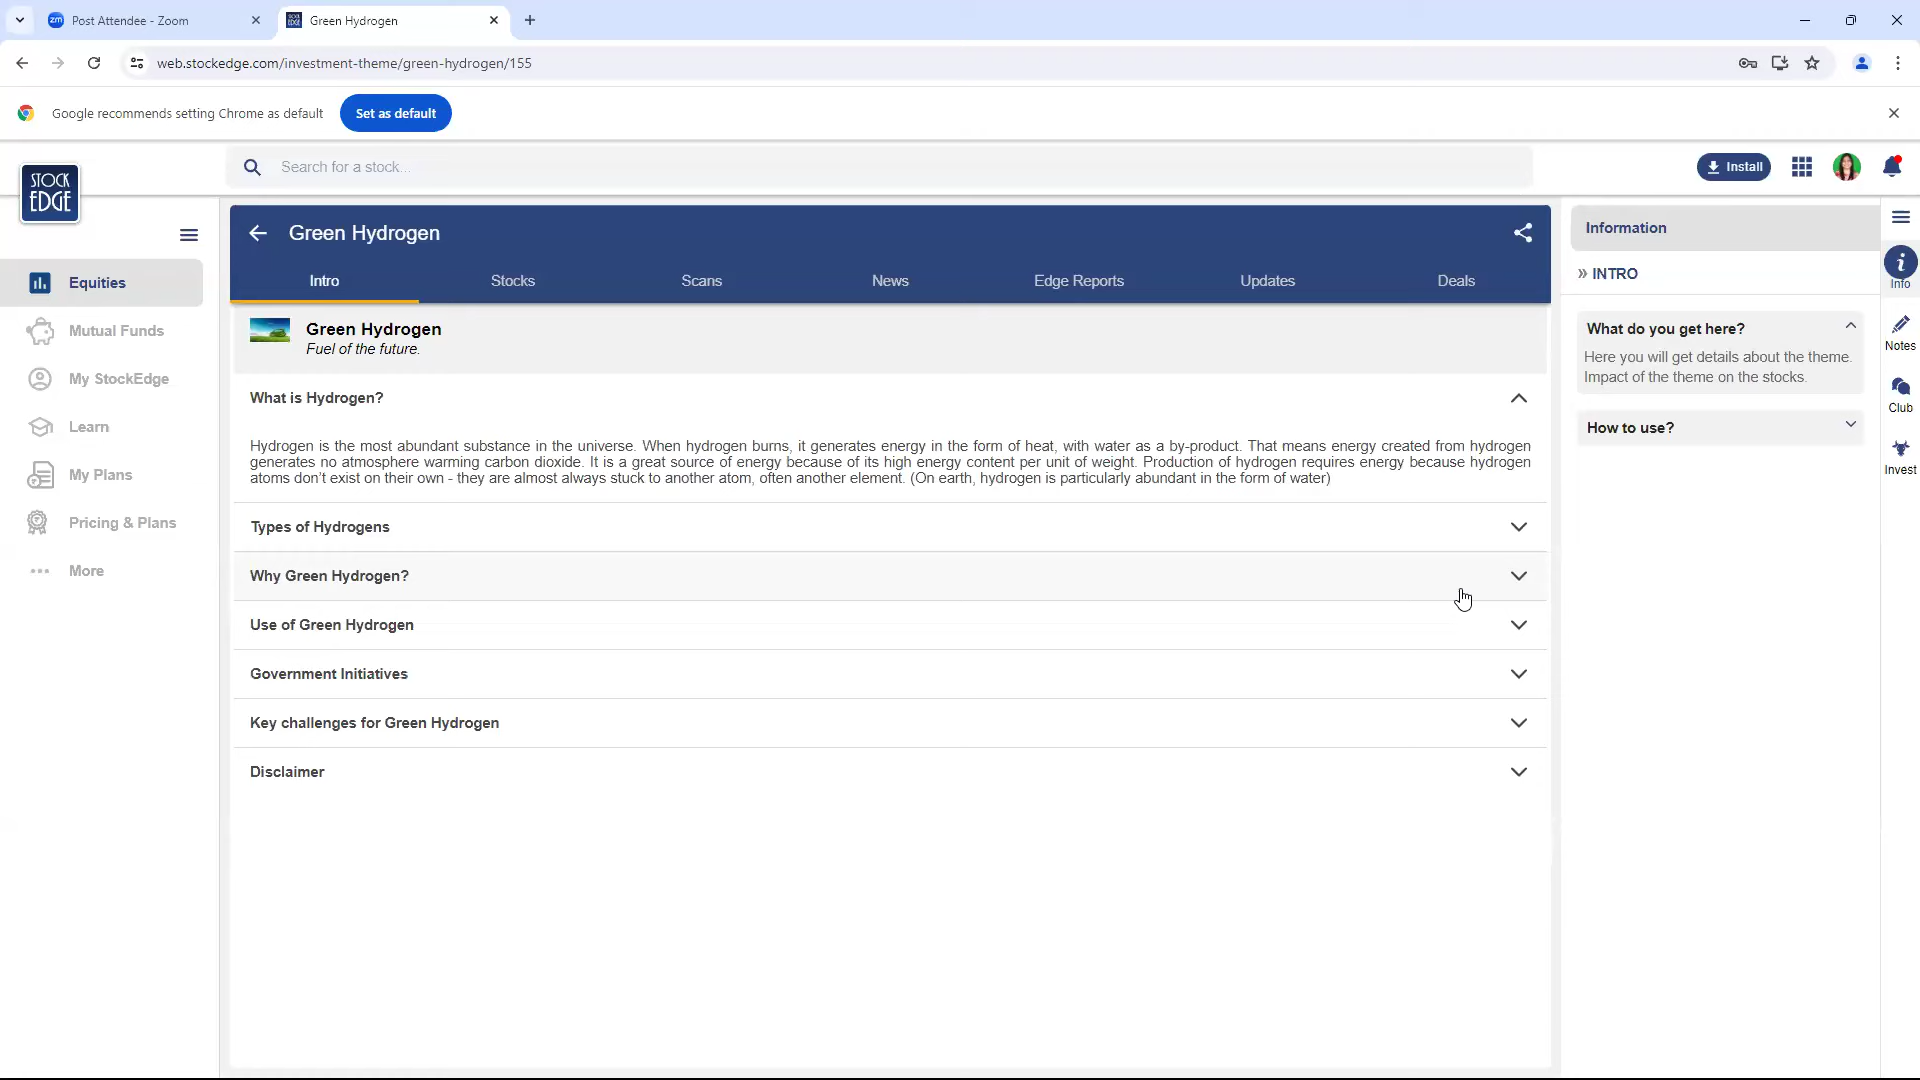 zm Post Attendee - Zoom
STOCK EDGE Green Hydrogen
web.stockedge.com/investment-theme/green-hydrogen/155
Google recommends setting Chrome as default
Set as default
STOCK
EDGE
Search for a stock...
Install
Equities
Mutual Funds
My StockEdge
Learn
My Plans
Pricing & Plans
More
Green Hydrogen
Intro
Stocks
Scans
News
Edge Reports
Updates
Deals
Green Hydrogen
Fuel of the future.
What is Hydrogen?
Hydrogen is the most abundant substance in the universe. When hydrogen burns, it generates energy in the form of heat, with water as a by-product. That means energy created from hydrogen
generates no atmosphere warming carbon dioxide. It is a great source of energy because of its high energy content per unit of weight. Production of hydrogen requires energy because hydrogen
atoms don't exist on their own - they are almost always stuck to another atom, often another element. (On earth, hydrogen is particularly abundant in the form of water)
Types of Hydrogens
Why Green Hydrogen?
Use of Green Hydrogen
Government Initiatives
Key challenges for Green Hydrogen
Disclaimer
Information
» INTRO
What do you get here?
Here you will get details about the theme.
Impact of the theme on the stocks.
How to use?
Info
Notes
Club
Invest